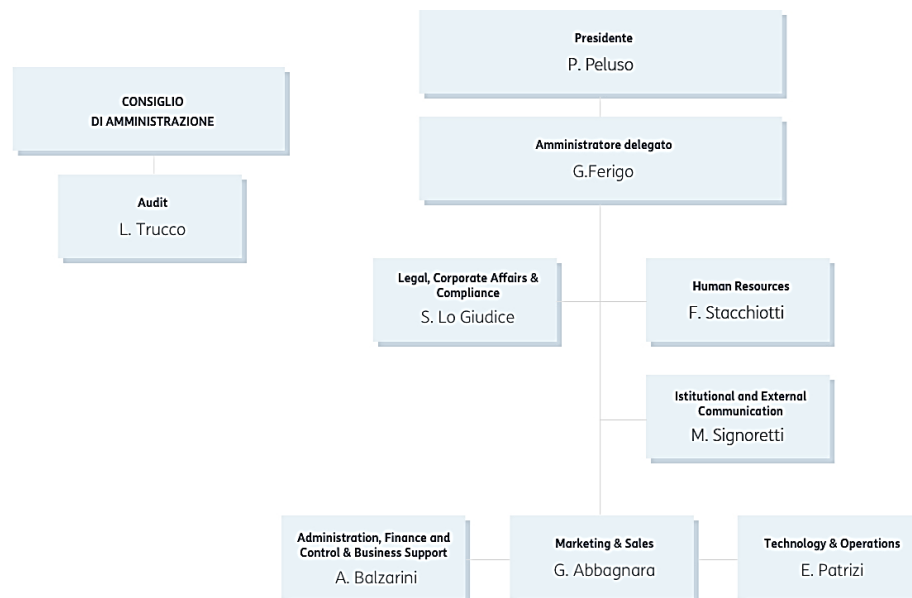 Presidente
P. Peluso
CONSIGLIO
DI AMMINISTRAZIONE
Amministratore delegato
G.Ferigo
Audit
L. Trucco
Legal, Corporate Affairs &
Compliance
S. Lo Giudice
Human Resources
F. Stacchiotti
Istitutional and External
Communication
M. Signoretti
Administration, Finance and
Control & Business Support
A. Balzarini
Marketing & Sales
G. Abbagnara
Technology & Operations
E. Patrizi